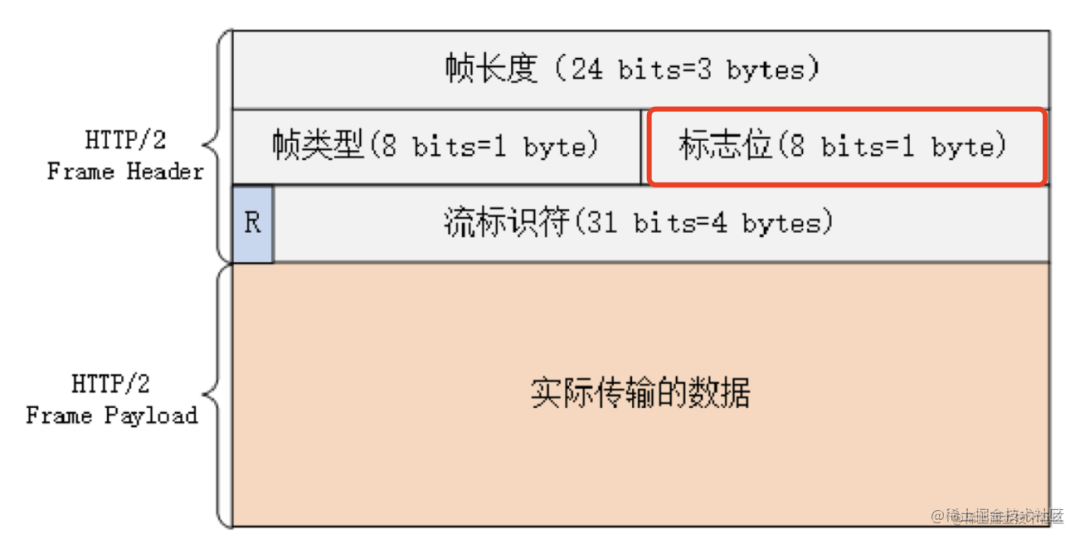 帧长度 (24 bits=3 bytes)
HTTP/2
Frame Header
帧类型(8 bits=1 byte)
标志位(8 bits=1 byte)
R
流标识符(31 bits=4 bytes)
HTTP/2
Frame Payload
实际传输的数据
@稀土掘金技术社区